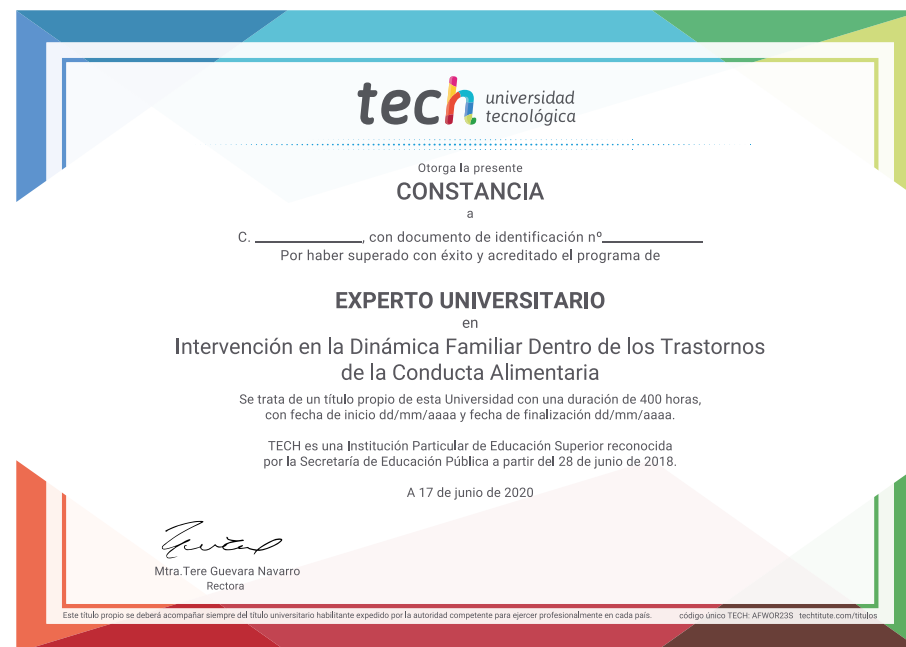 tech universidad
tecnológica
Otorga la presente
CONSTANCIA
a
C. ____________, con documento de identificación nº____________
Por haber superado con éxito y acreditado el programa de
EXPERTO UNIVERSITARIO
en
Intervención en la Dinámica Familiar Dentro de los Trastornos
de la Conducta Alimentaria
Se trata de un título propio de esta Universidad con una duración de 400 horas,
con fecha de inicio dd/mm/aaaa y fecha de finalización dd/mm/aaaa.
TECH es una Institución Particular de Educación Superior reconocida
por la Secretaría de Educación Pública a partir del 28 de junio de 2018.
A 17 de junio de 2020
Mtra.Tere Guevara Navarro
Rectora
Este título propio se deberá acompañar siempre del título universitario habilitante expedido por la autoridad competente para ejercer profesionalmente en cada país. código único TECH: AFWOR23S techtitute.com/titulos